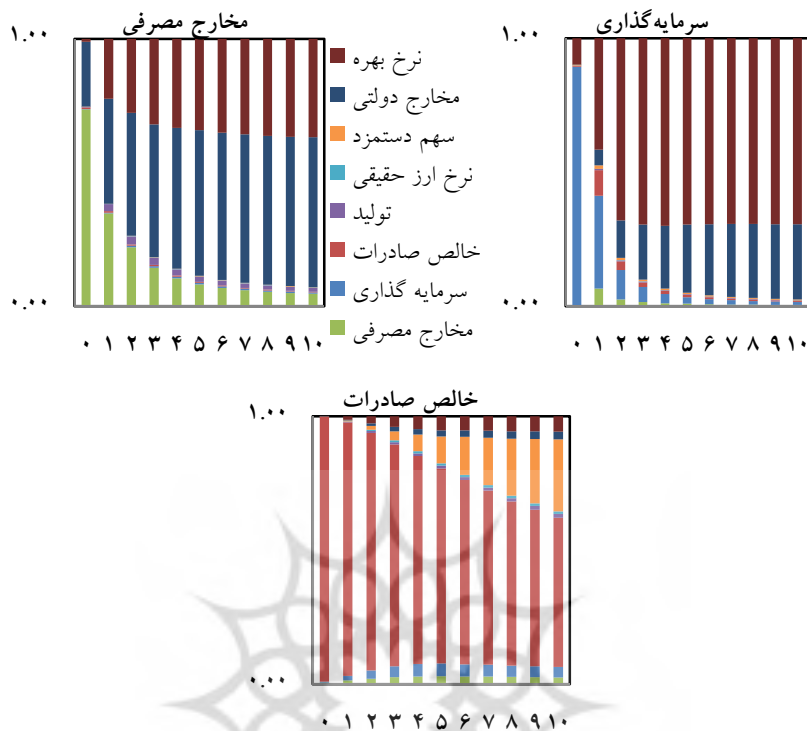 مخارج مصرفی
۱.۰۰
۰.۰۰
۰ ۱ ۲ ۳ ۴ ۵ ۶ ۷ ۸ ۹ ۱۰
نرخ بهره
مخارج دولتی
سهم دستمزد
نرخ ارز حقیقی
تولید
خالص صادرات
سرمایه گذاری
مخارج مصرفی
سرمایه‌گذاری
۱.۰۰
۰.۰۰
۰ ۱ ۲ ۳ ۴ ۵ ۶ ۷ ۸ ۹ ۱۰
خالص صادرات
۱.۰۰
۰.۰۰
۰ ۱ ۲ ۳ ۴ ۵ ۶ ۷ ۸ ۹ ۱۰